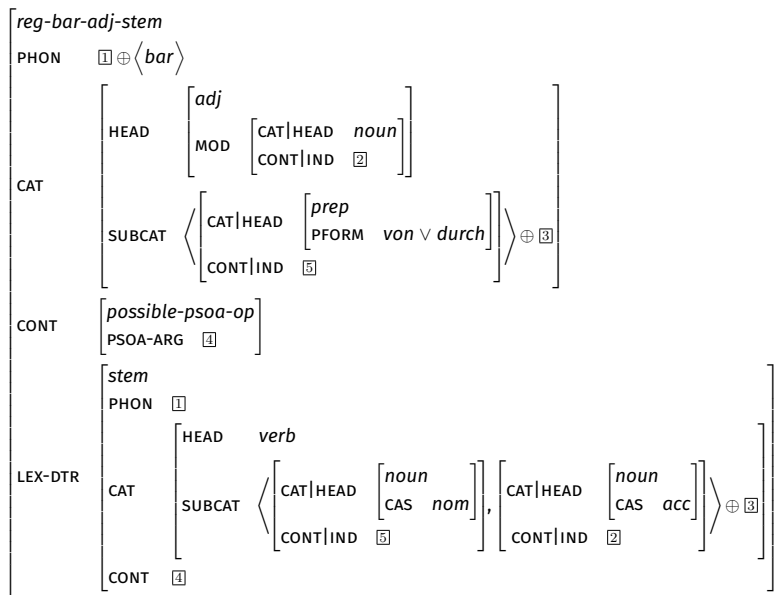 reg-bar-adj-stem
PHON 1 ⊕ ⟨bar⟩
adj
HEAD
MOD CAT|HEAD noun
CONT|IND 2
CAT
SUBCAT ⟨ CAT|HEAD prep
PFORM von ∨ durch ⟩ ⊕ 3
CONT|IND 5
CONT possible-psoa-op
PSOA-ARG 4
stem
PHON 1
HEAD verb
LEX-DTR CAT
SUBCAT ⟨ CAT|HEAD noun
CAS nom , CAT|HEAD noun
CAS acc ⟩ ⊕ 3
CONT|IND 5 CONT|IND 2
CONT 4